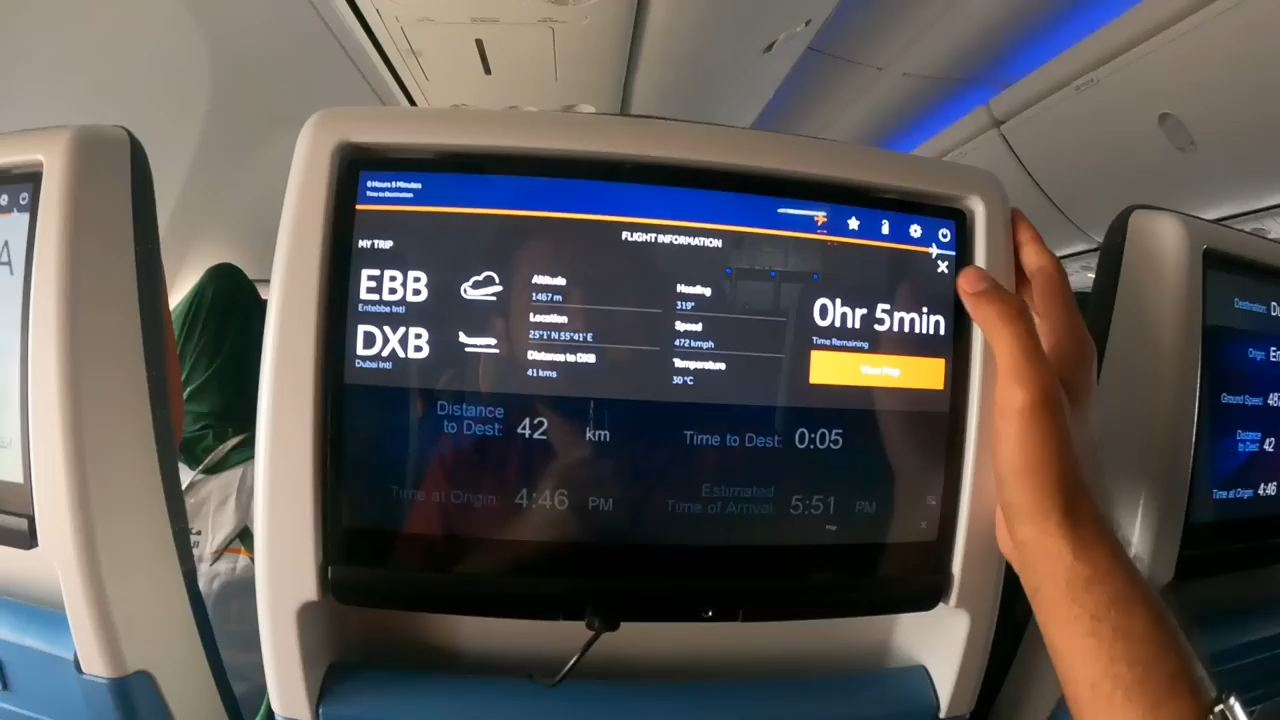 0 Hours 5 Minutes
Time to Destination
FLIGHT INFORMATION
MY TRIP
EBB
Entebbe Intl
DXB
Dubai Intl
Altitude
1467 m
Location
25°1' N 55°41' E
Distance to DXB
41 kms
Heading
319°
Speed
472 kmph
Temperature
30 °C
0hr 5min
Time Remaining
View Map
Distance
to Dest: 42 km
Time to Dest: 0:05
Time at Origin: 4:46 PM
Estimated
Time of Arrival: 5:51 PM
Map
A
Destination: Du
Origin: En
Ground Speed: 487
Distance
to Dest: 42
Time at Origin: 4:46